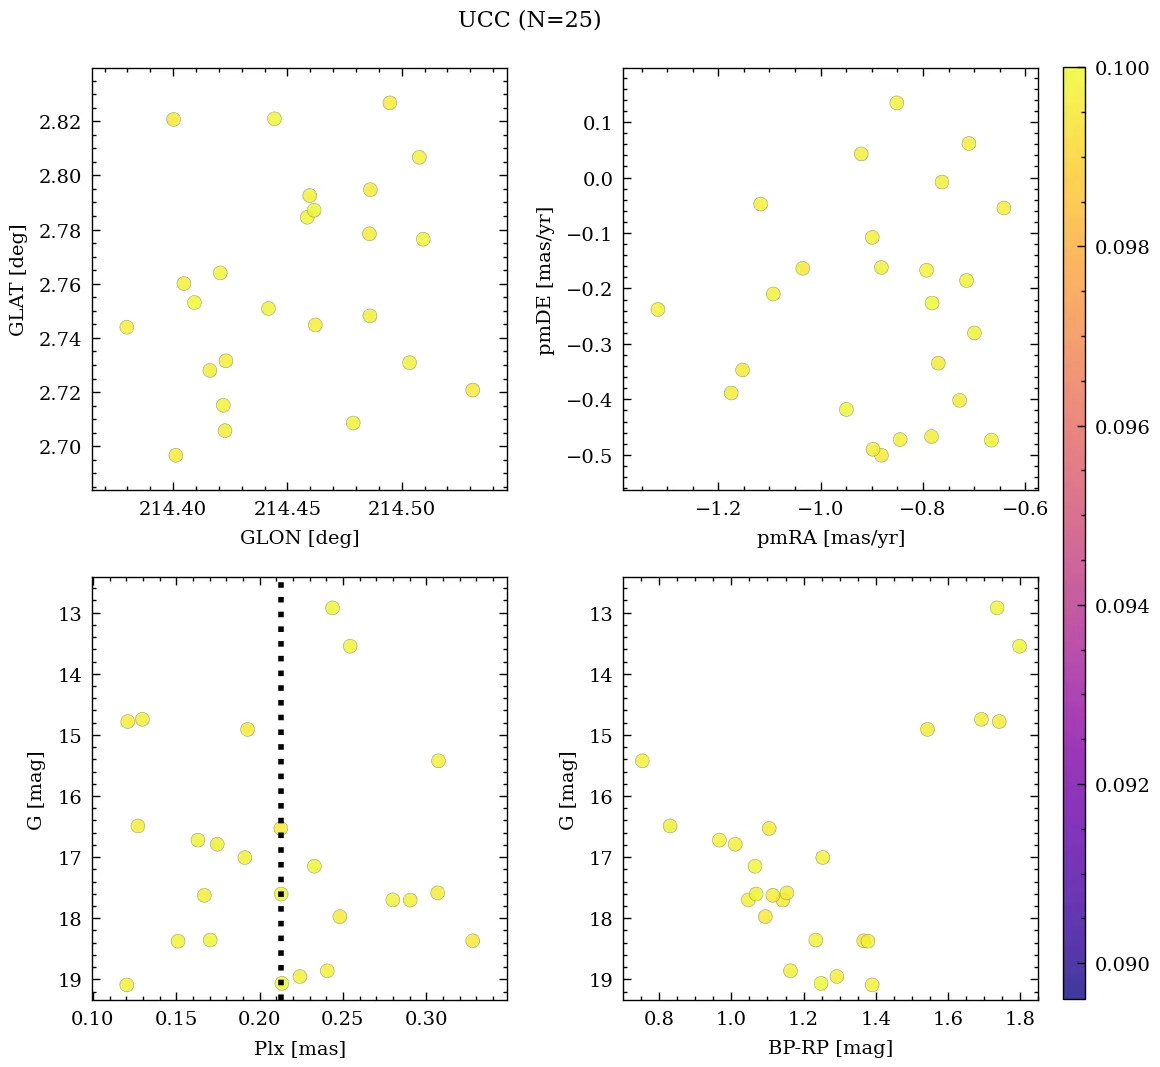 UCC (N=25)
2.82
2.80
2.78
2.76
2.74
2.72
2.70
GLAT [deg]
214.40 214.45 214.50
GLON [deg]
0.1
0.0
−0.1
−0.2
−0.3
−0.4
−0.5
pmDE [mas/yr]
−1.2 −1.0 −0.8 −0.6
pmRA [mas/yr]
0.100
0.098
0.096
0.094
0.092
0.090
13
14
15
16
17
18
19
G [mag]
0.10 0.15 0.20 0.25 0.30
Plx [mas]
13
14
15
16
17
18
19
G [mag]
0.8 1.0 1.2 1.4 1.6 1.8
BP-RP [mag]